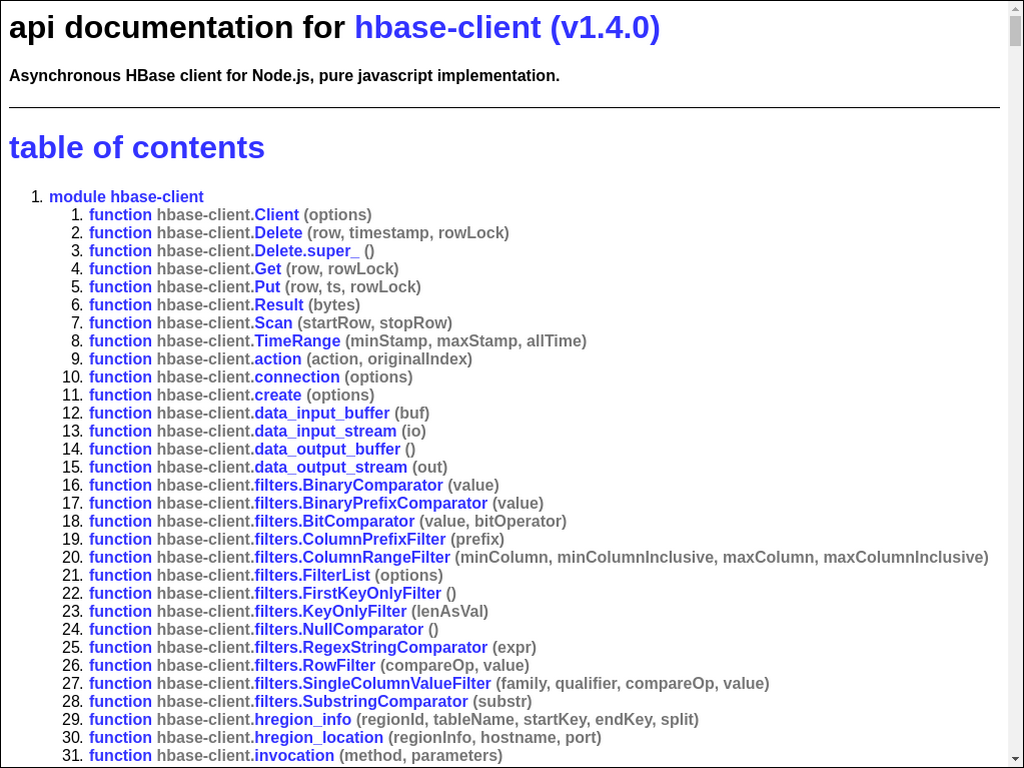 api documentation for hbase-client (v1.4.0)
Asynchronous HBase client for Node.js, pure javascript implementation.
table of contents
1. module hbase-client
1. function hbase-client.Client (options)
2. function hbase-client.Delete (row, timestamp, rowLock)
3. function hbase-client.Delete.super_ ()
4. function hbase-client.Get (row, rowLock)
5. function hbase-client.Put (row, ts, rowLock)
6. function hbase-client.Result (bytes)
7. function hbase-client.Scan (startRow, stopRow)
8. function hbase-client.TimeRange (minStamp, maxStamp, allTime)
9. function hbase-client.action (action, originalIndex)
10. function hbase-client.connection (options)
11. function hbase-client.create (options)
12. function hbase-client.data_input_buffer (buf)
13. function hbase-client.data_input_stream (io)
14. function hbase-client.data_output_buffer ()
15. function hbase-client.data_output_stream (out)
16. function hbase-client.filters.BinaryComparator (value)
17. function hbase-client.filters.BinaryPrefixComparator (value)
18. function hbase-client.filters.BitComparator (value, bitOperator)
19. function hbase-client.filters.ColumnPrefixFilter (prefix)
20. function hbase-client.filters.ColumnRangeFilter (minColumn, minColumnInclusive, maxColumn, maxColumnInclusive)
21. function hbase-client.filters.FilterList (options)
22. function hbase-client.filters.FirstKeyOnlyFilter ()
23. function hbase-client.filters.KeyOnlyFilter (lenAsVal)
24. function hbase-client.filters.NullComparator ()
25. function hbase-client.filters.RegexStringComparator (expr)
26. function hbase-client.filters.RowFilter (compareOp, value)
27. function hbase-client.filters.SingleColumnValueFilter (family, qualifier, compareOp, value)
28. function hbase-client.filters.SubstringComparator (substr)
29. function hbase-client.hregion_info (regionId, tableName, startKey, endKey, split)
30. function hbase-client.hregion_location (regionInfo, hostname, port)
31. function hbase-client.invocation (method, parameters)